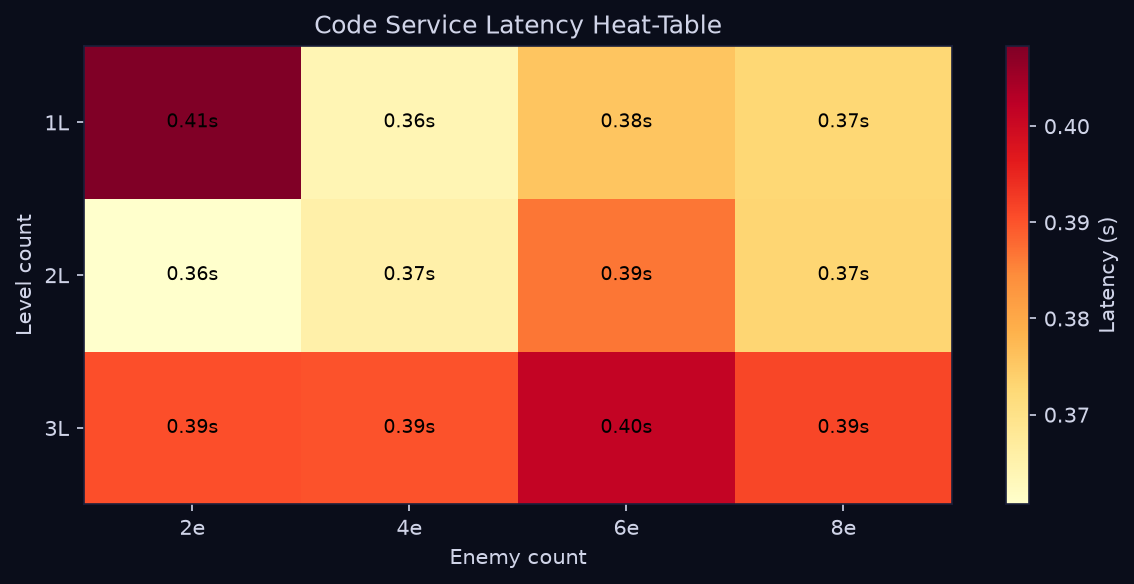 Code Service Latency Heat-Table
1L
0.41s
0.36s
0.38s
0.37s
2L
0.36s
0.37s
0.39s
0.37s
3L
0.39s
0.39s
0.40s
0.39s
2e
4e
6e
8e
Enemy count
Level count
0.40
0.39
0.38
0.37
Latency (s)